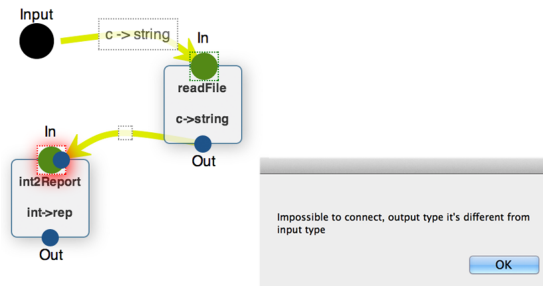 Input
c -> string
In
readFile
c->string
Out
In
int2Report
int->rep
Out
Impossible to connect, output type it's different from
input type
OK